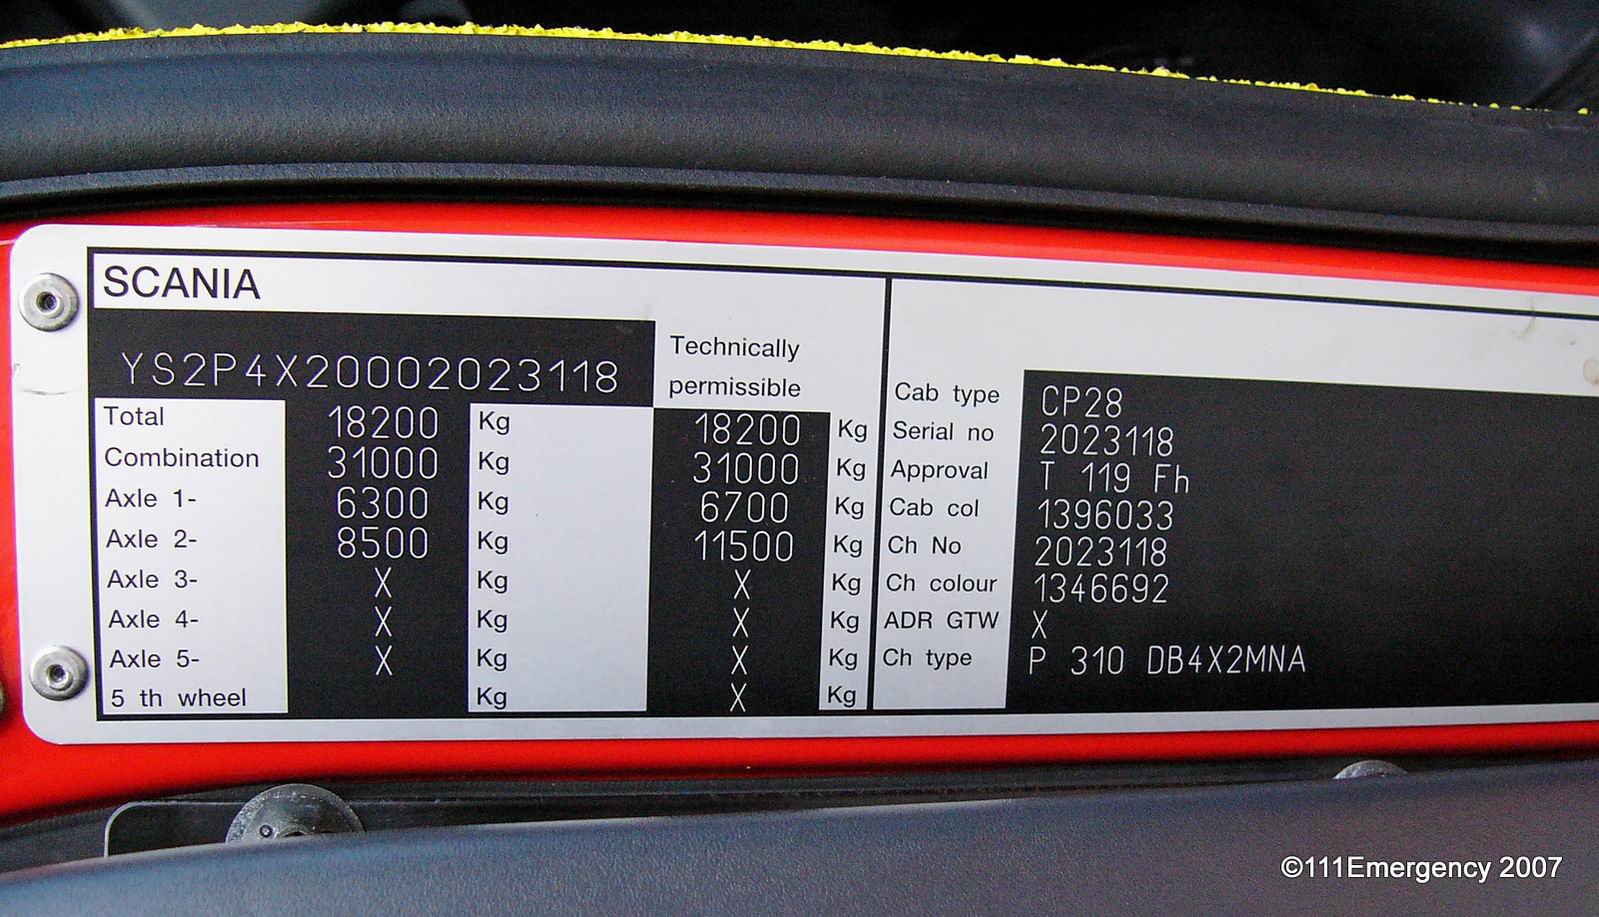 SCANIA
YS2P4X20002023118
Technically
permissible
Total 18200 Kg 18200 Kg
Combination 31000 Kg 31000 Kg
Axle 1- 6300 Kg 6700 Kg
Axle 2- 8500 Kg 11500 Kg
Axle 3- X Kg X Kg
Axle 4- X Kg X Kg
Axle 5- X Kg X Kg
5 th wheel Kg X Kg
Cab type CP28
Serial no 2023118
Approval T 119 Fh
Cab col 1396033
Ch No 2023118
Ch colour 1346692
ADR GTW X
Ch type P 310 DB4X2MNA
©111Emergency 2007